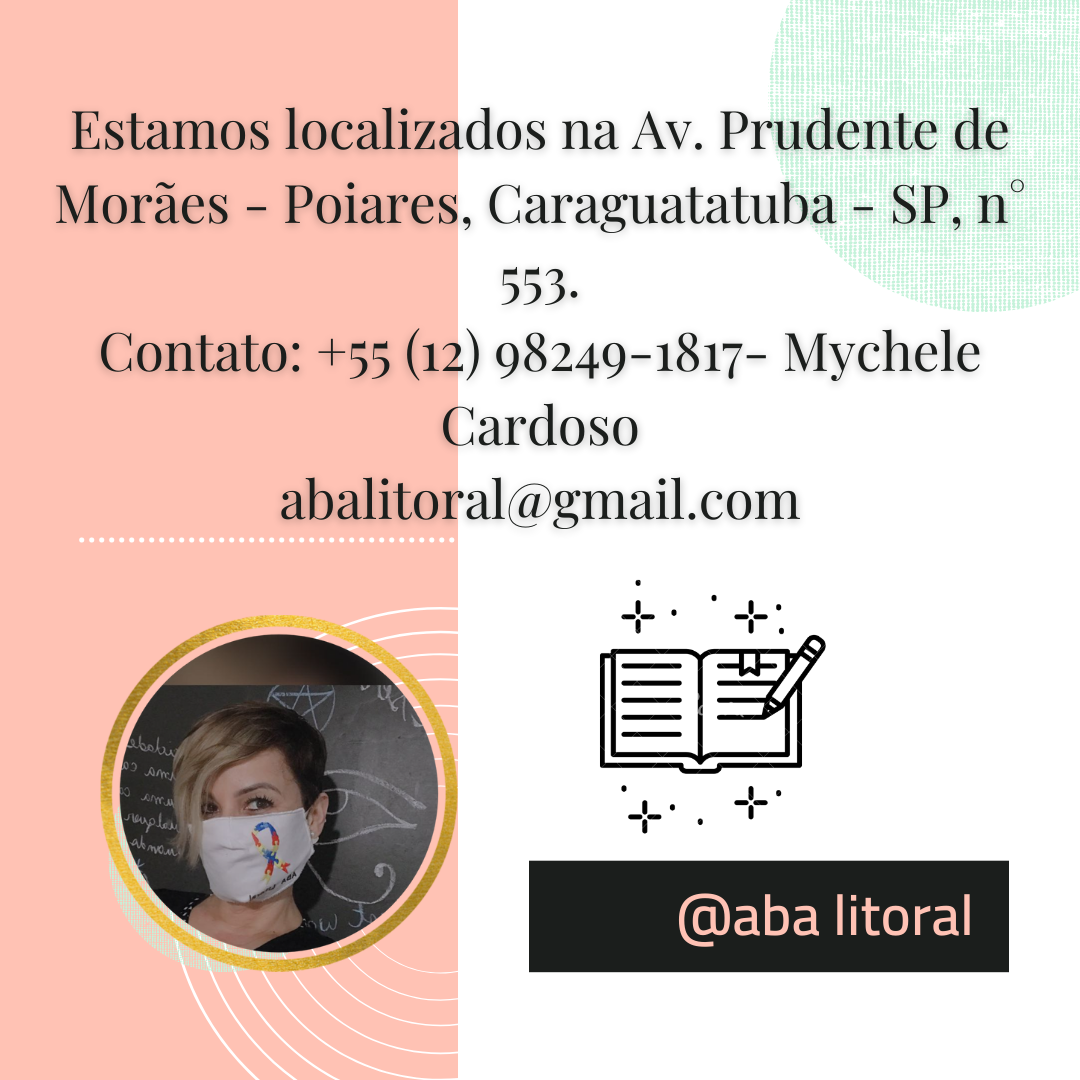 Estamos localizados na Av. Prudente de
Morães - Poiares, Caraguatatuba - SP, n°
553.
Contato: +55 (12) 98249-1817- Mychele
Cardoso
abalitoral@gmail.com
@aba litoral